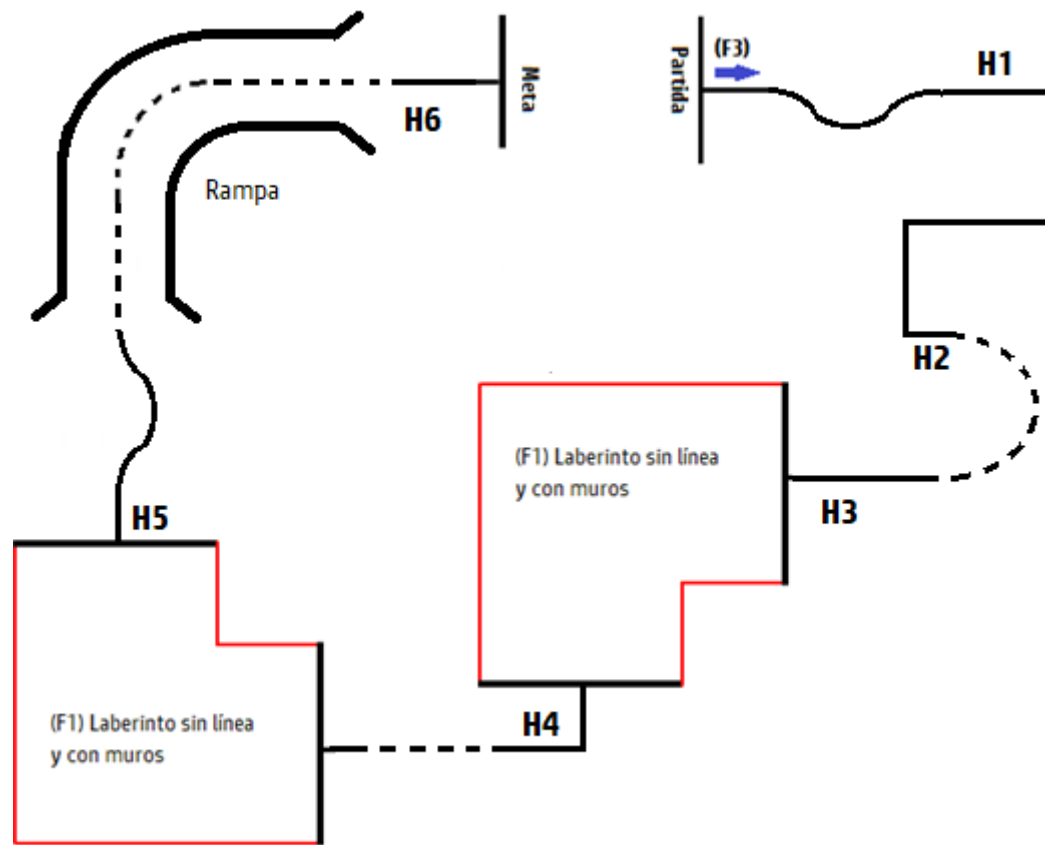 Meta
Partida
(F3)
H1
H6
Rampa
H2
(F1) Laberinto sin línea
y con muros
H3
H5
H4
(F1) Laberinto sin línea
y con muros